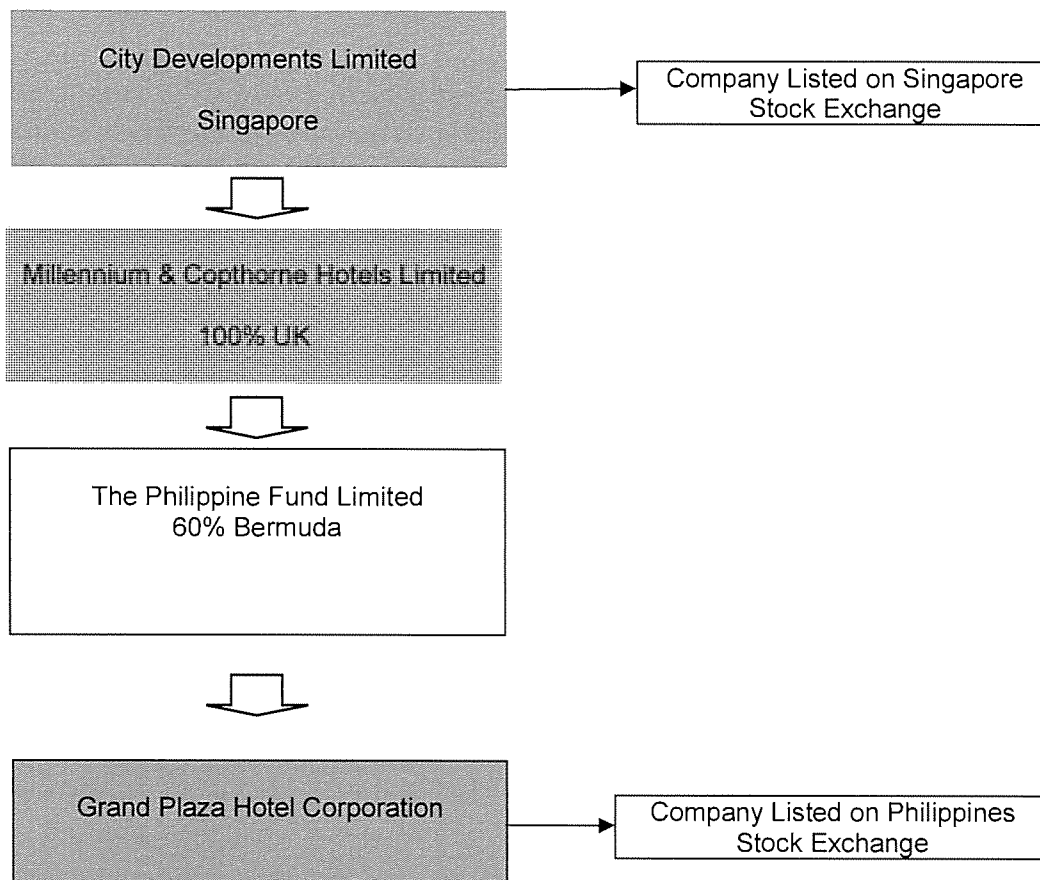 City Developments Limited
Singapore
Company Listed on Singapore
Stock Exchange
Millennium & Copthorne Hotels Limited
100% UK
The Philippine Fund Limited
60% Bermuda
Grand Plaza Hotel Corporation
Company Listed on Philippines
Stock Exchange